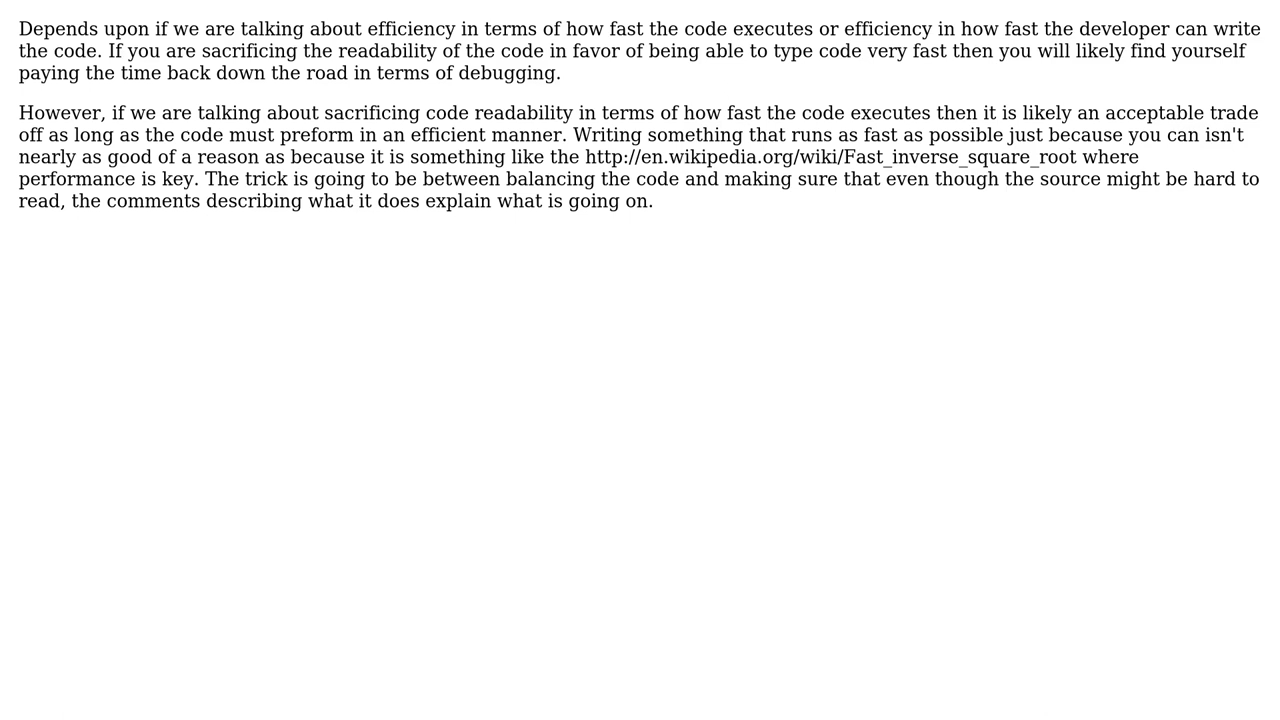 Depends upon if we are talking about efficiency in terms of how fast the code executes or efficiency in how fast the developer can write
the code. If you are sacrificing the readability of the code in favor of being able to type code very fast then you will likely find yourself
paying the time back down the road in terms of debugging.
However, if we are talking about sacrificing code readability in terms of how fast the code executes then it is likely an acceptable trade
off as long as the code must preform in an efficient manner. Writing something that runs as fast as possible just because you can isn't
nearly as good of a reason as because it is something like the http://en.wikipedia.org/wiki/Fast_inverse_square_root where
performance is key. The trick is going to be between balancing the code and making sure that even though the source might be hard to
read, the comments describing what it does explain what is going on.